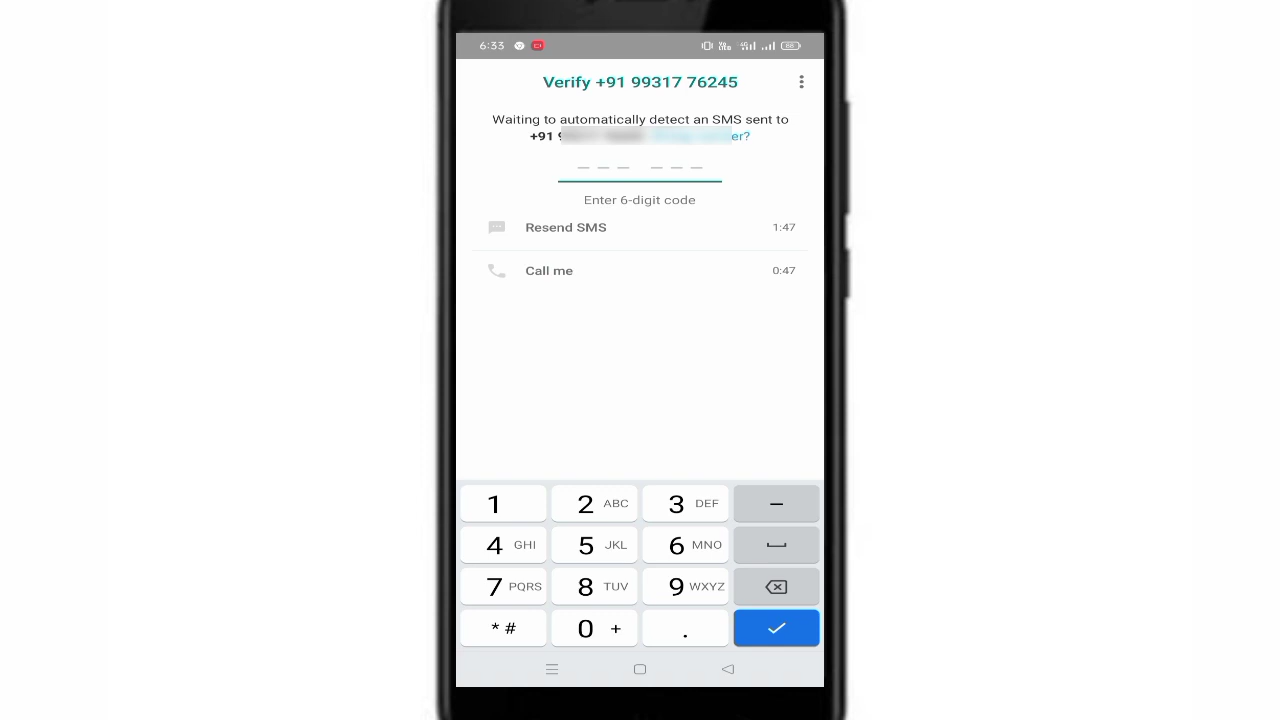 6:33
Verify +91 99317 76245
Waiting to automatically detect an SMS sent to
+91 er?
Enter 6-digit code
Resend SMS 1:47
Call me 0:47
1 2 ABC 3 DEF –
4 GHI 5 JKL 6 MNO
7 PQRS 8 TUV 9 WXYZ
* # 0 + .